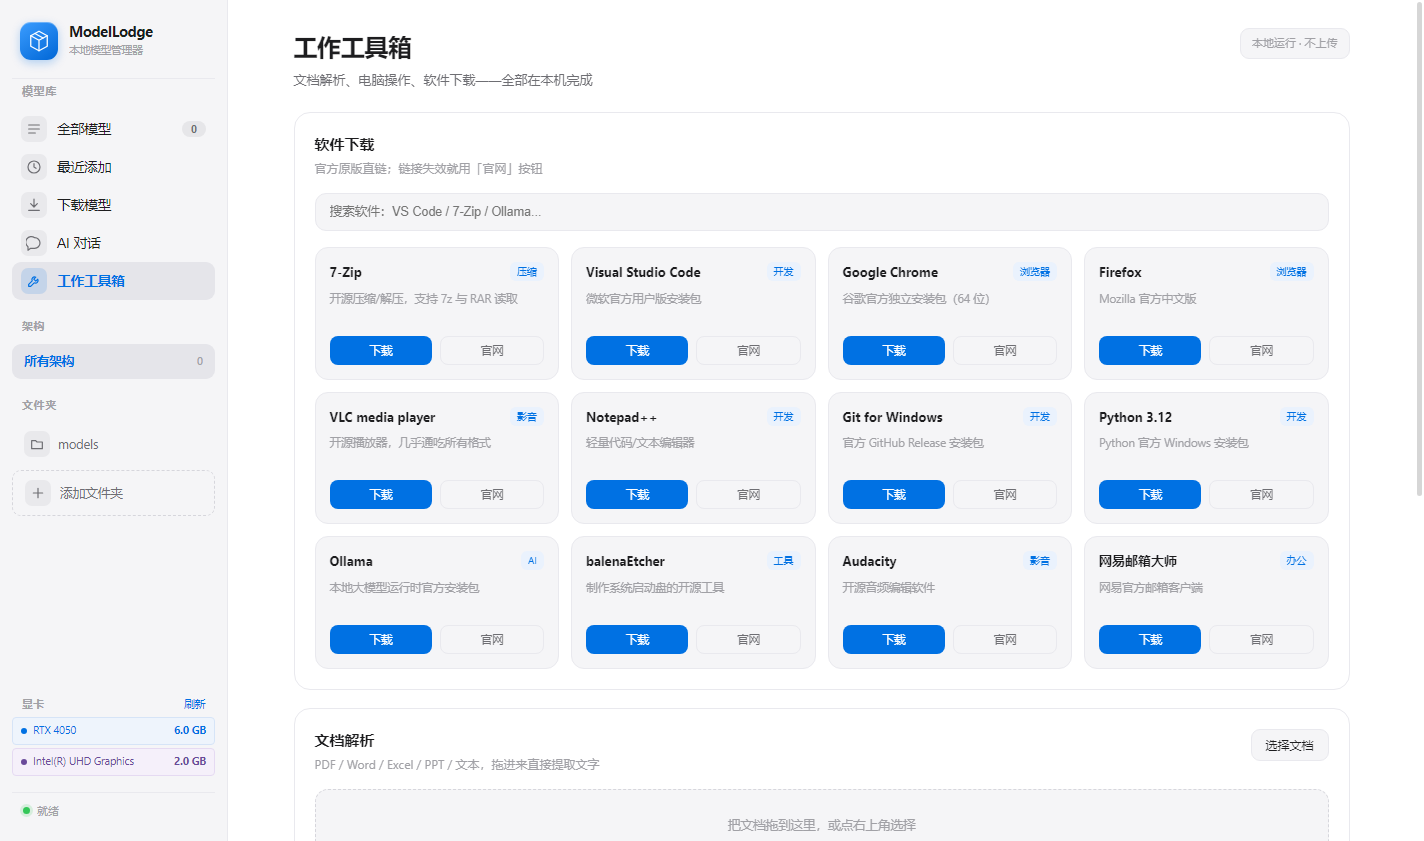 ModelLodge
本地模型管理器
模型库
全部模型 0
最近添加
下载模型
AI 对话
工作工具箱
架构
所有架构 0
文件夹
models
添加文件夹
显卡 刷新
RTX 4050 6.0 GB
Intel(R) UHD Graphics 2.0 GB
就绪
工作工具箱
本地运行 · 不上传
文档解析、电脑操作、软件下载——全部在本机完成
软件下载
官方原版直链；链接失效就用「官网」按钮
搜索软件：VS Code / 7-Zip / Ollama...
7-Zip 压缩
开源压缩/解压，支持 7z 与 RAR 读取
下载 官网
Visual Studio Code 开发
微软官方用户版安装包
下载 官网
Google Chrome 浏览器
谷歌官方独立安装包（64 位）
下载 官网
Firefox 浏览器
Mozilla 官方中文版
下载 官网
VLC media player 影音
开源播放器，几乎通吃所有格式
下载 官网
Notepad++ 开发
轻量代码/文本编辑器
下载 官网
Git for Windows 开发
官方 GitHub Release 安装包
下载 官网
Python 3.12 开发
Python 官方 Windows 安装包
下载 官网
Ollama AI
本地大模型运行时官方安装包
下载 官网
balenaEtcher 工具
制作系统启动盘的开源工具
下载 官网
Audacity 影音
开源音频编辑软件
下载 官网
网易邮箱大师 办公
网易官方邮箱客户端
下载 官网
文档解析
选择文档
PDF / Word / Excel / PPT / 文本，拖进来直接提取文字
把文档拖到这里，或点右上角选择